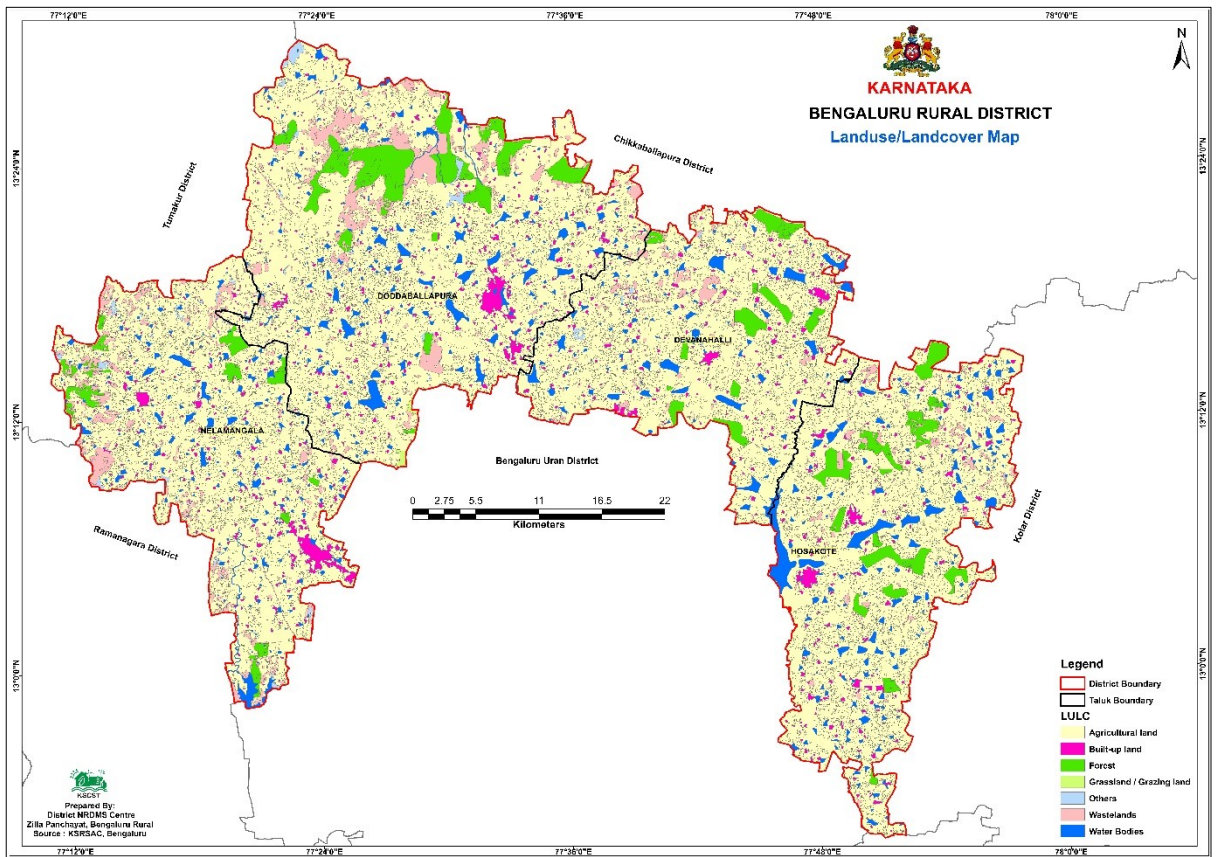 77°12'0"E
77°24'0"E
77°36'0"E
77°48'0"E
78°0'0"E
N
KARNATAKA
BENGALURU RURAL DISTRICT
Landuse/Landcover Map
13°24'0"N
13°24'0"N
Chikkaballapura District
Tumakur District
DODDABALLAPURA
DEVANAHALLI
13°12'0"N
13°12'0"N
NELAMANGALA
Bengaluru Uran District
0 2.75 5.5 11 16.5 22
Kilometers
Ramanagara District
Kolar District
HOSAKOTE
13°0'0"N
13°0'0"N
Legend
District Boundary
Taluk Boundary
LULC
Agricultural land
Built-up land
Forest
Grassland / Grazing land
Others
Wastelands
Water Bodies
KSCST
Prepared By:
District NRDMS Centre
Zilla Panchayat, Bengaluru Rural
Source : KSRSAC, Bengaluru
77°12'0"E
77°24'0"E
77°36'0"E
77°48'0"E
78°0'0"E